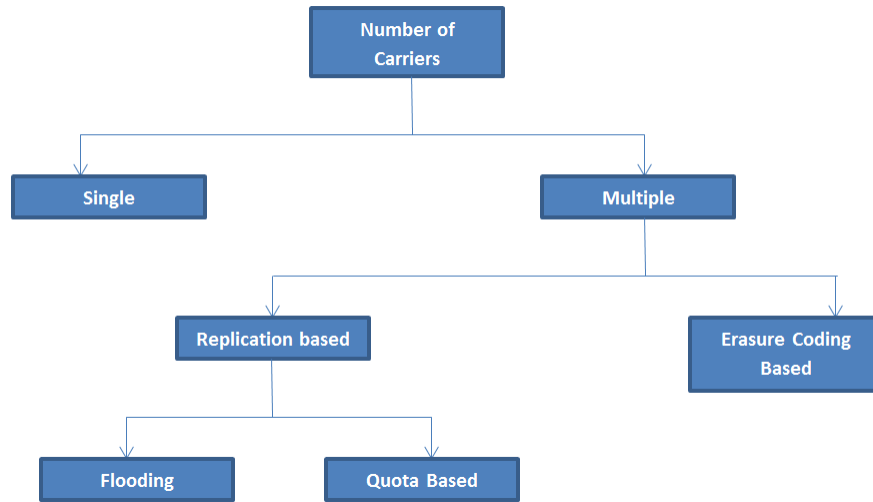 Number of
Carriers
Single
Multiple
Replication based
Erasure Coding
Based
Flooding
Quota Based